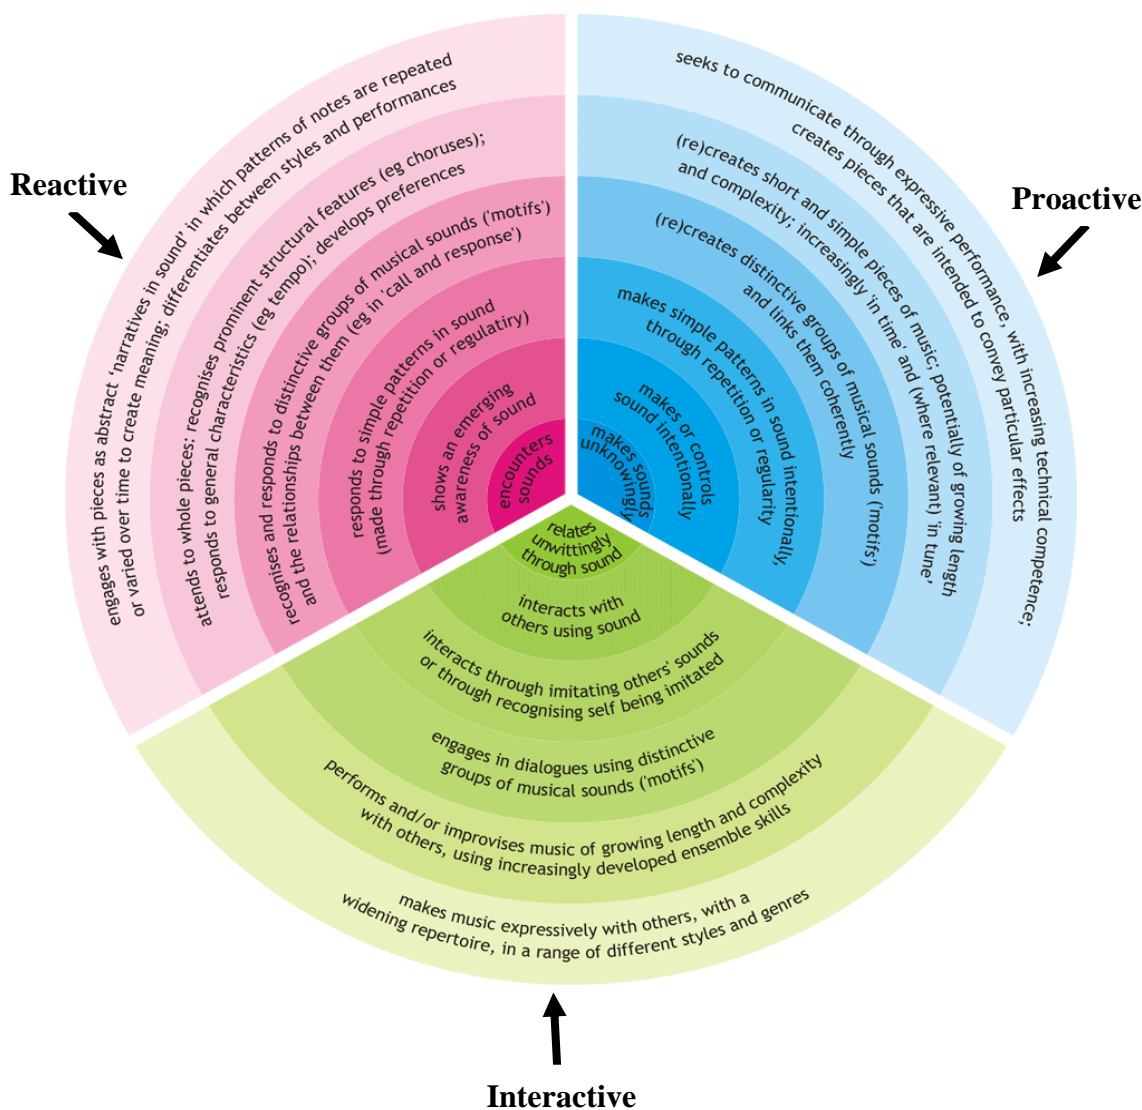 Reactive
engages with pieces as abstract 'narratives in sound' in which patterns of notes are repeated
or varied over time to create meaning; differentiates between styles and performances
attends to whole pieces: recognises prominent structural features (eg choruses);
responds to general characteristics (eg tempo); develops preferences
recognises and responds to distinctive groups of musical sounds ('motifs')
and the relationships between them (eg in 'call and response')
responds to simple patterns in sound
(made through repetition or regulatiry)
shows an emerging
awareness of sound
encounters
sounds
Proactive
seeks to communicate through expressive performance, with increasing technical competence;
creates pieces that are intended to convey particular effects
(re)creates short and simple pieces of music; potentially of growing length
and complexity; increasingly 'in time' and (where relevant) 'in tune'
(re)creates distinctive groups of musical sounds ('motifs')
and links them coherently
makes simple patterns in sound intentionally,
through repetition or regularity
makes or controls
sound intentionally
makes sounds
unknowingly
relates
unwittingly
through sound
interacts with
others using sound
interacts through imitating others' sounds
or through recognising self being imitated
engages in dialogues using distinctive
groups of musical sounds ('motifs')
performs and/or improvises music of growing length and complexity
with others, using increasingly developed ensemble skills
makes music expressively with others, with a
widening repertoire, in a range of different styles and genres
Interactive